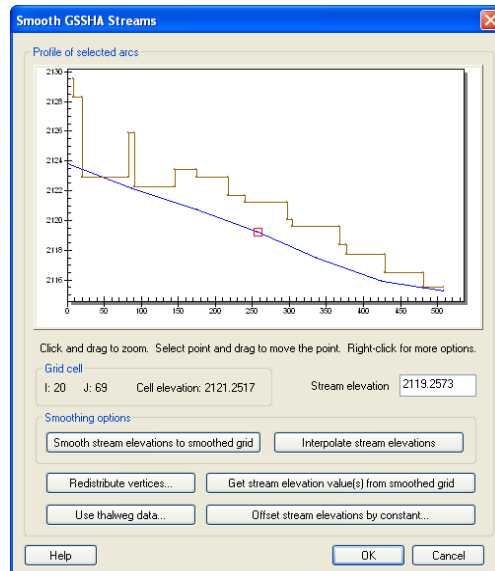 Smooth GSSHA Streams
Profile of selected arcs
2130
2128
2126
2124
2122
2120
2118
2116
0 50 100 150 200 250 300 350 400 450 500
Click and drag to zoom. Select point and drag to move the point. Right-click for more options.
Grid cell
I: 20 J: 69 Cell elevation: 2121.2517
Stream elevation 2119.2573
Smoothing options
Smooth stream elevations to smoothed grid Interpolate stream elevations
Redistribute vertices... Get stream elevation value(s) from smoothed grid
Use thalweg data... Offset stream elevations by constant...
Help OK Cancel